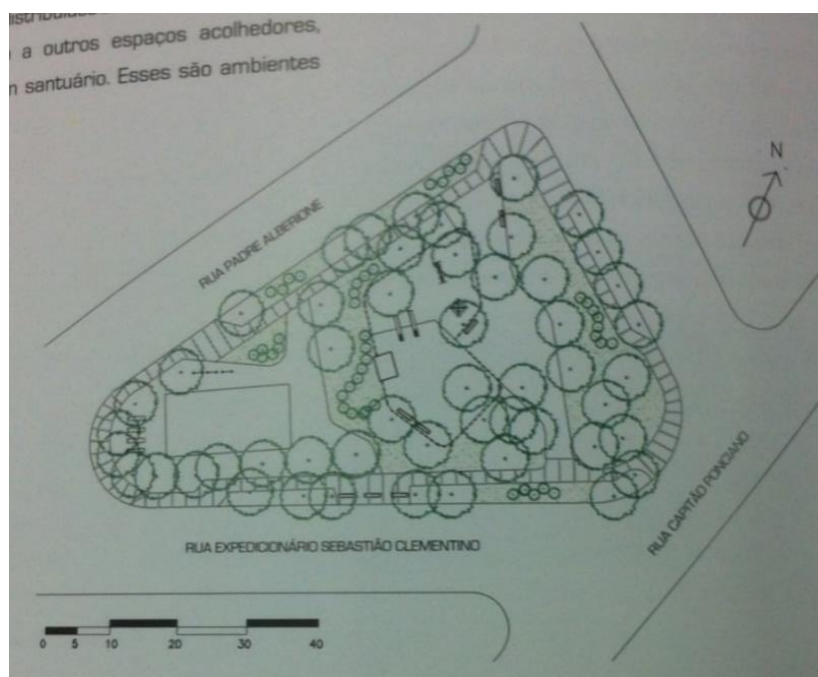 a outros espaços acolhedores,
santuário. Esses são ambientes
N
RUA PADRE ALBERIONE
RUA CAPITÃO PONCIANO
RUA EXPEDICIONÁRIO SEBASTIÃO CLEMENTINO
0 5 10 20 30 40